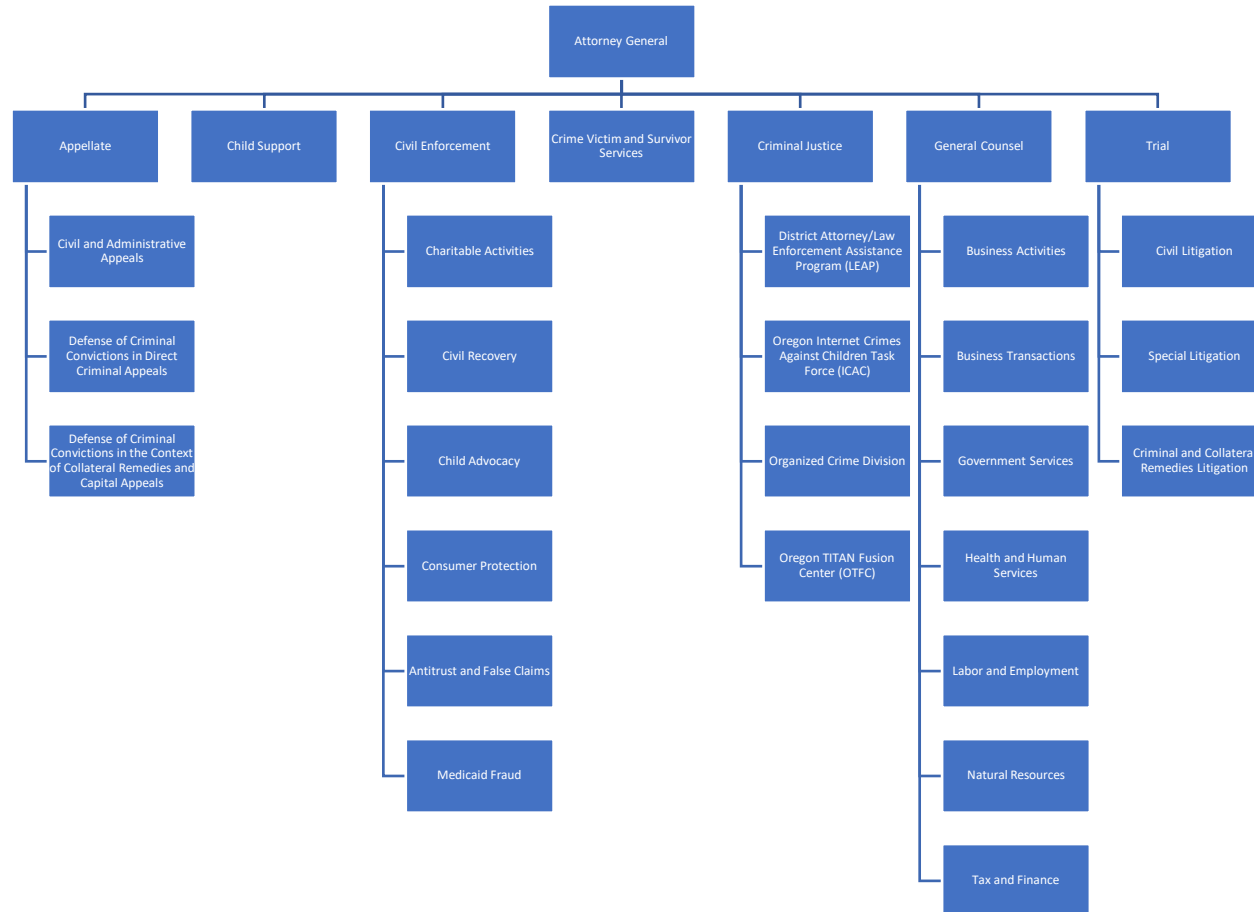 Attorney General
Appellate
Child Support
Civil Enforcement
Crime Victim and Survivor
Services
Criminal Justice
General Counsel
Trial
Civil and Administrative
Appeals
Defense of Criminal
Convictions in Direct
Criminal Appeals
Defense of Criminal
Convictions in the Context
of Collateral Remedies and
Capital Appeals
Charitable Activities
Civil Recovery
Child Advocacy
Consumer Protection
Antitrust and False Claims
Medicaid Fraud
District Attorney/Law
Enforcement Assistance
Program (LEAP)
Oregon Internet Crimes
Against Children Task
Force (ICAC)
Organized Crime Division
Oregon TITAN Fusion
Center (OTFC)
Business Activities
Business Transactions
Government Services
Health and Human
Services
Labor and Employment
Natural Resources
Tax and Finance
Civil Litigation
Special Litigation
Criminal and Collateral
Remedies Litigation